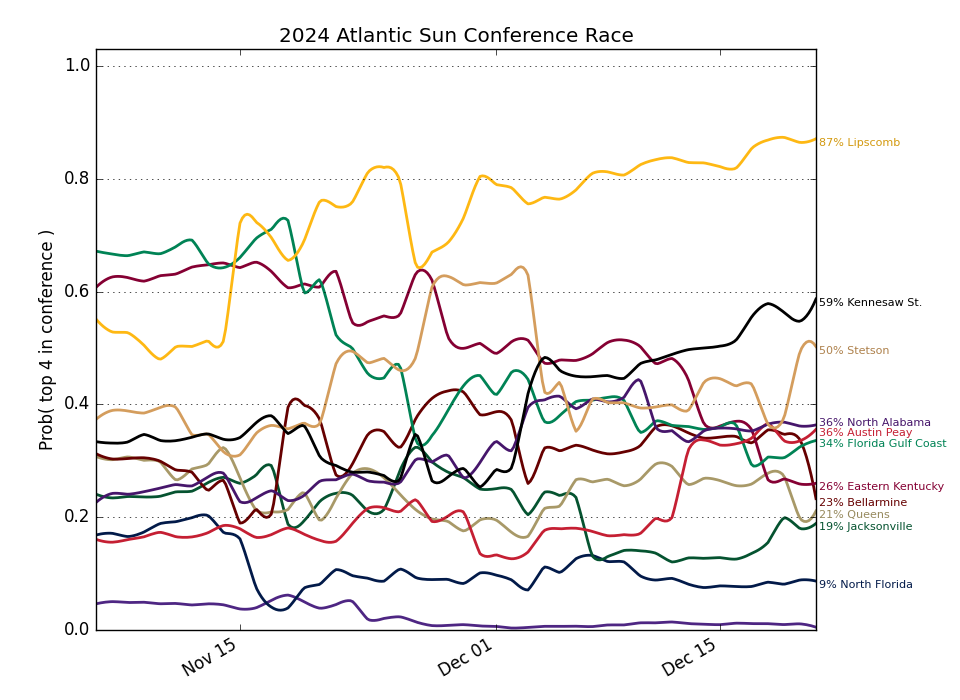 2024 Atlantic Sun Conference Race
Prob( top 4 in conference )
1.0
0.8
0.6
0.4
0.2
0.0
Nov 15
Dec 01
Dec 15
87% Lipscomb
59% Kennesaw St.
50% Stetson
36% North Alabama
36% Austin Peay
34% Florida Gulf Coast
26% Eastern Kentucky
23% Bellarmine
21% Queens
19% Jacksonville
9% North Florida